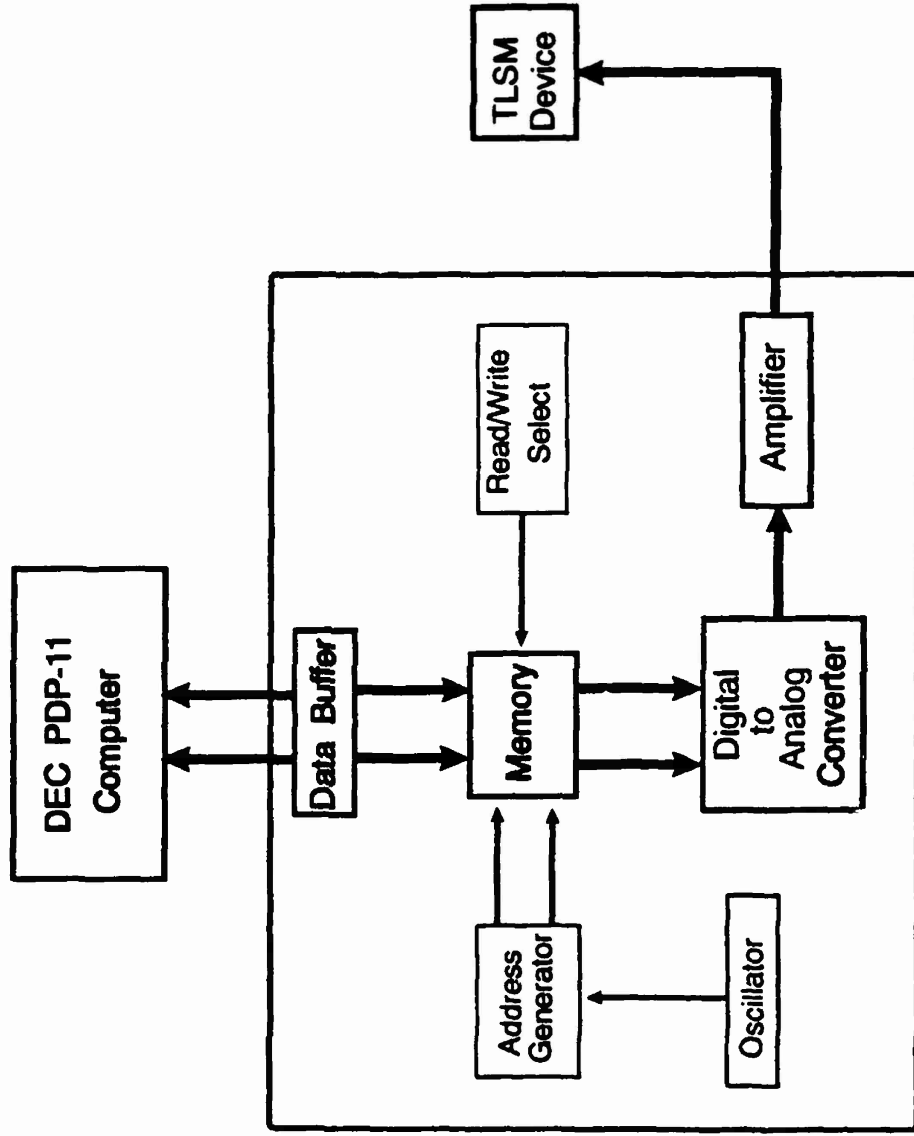 DEC PDP-11
Computer
Data Buffer
Address
Generator
Memory
Read/Write
Select
TLSM
Device
Oscillator
Digital
to
Analog
Converter
Amplifier